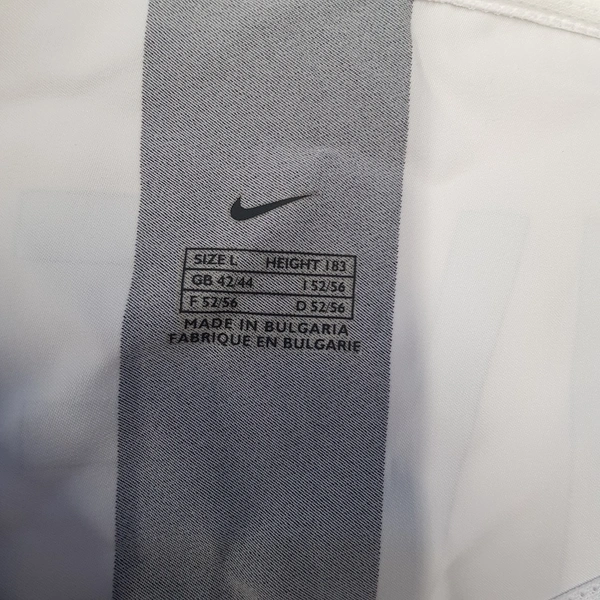 SIZE L HEIGHT 183
GB 42/44 I 52/56
F 52/56 D 52/56
MADE IN BULGARIA
FABRIQUE EN BULGARIE